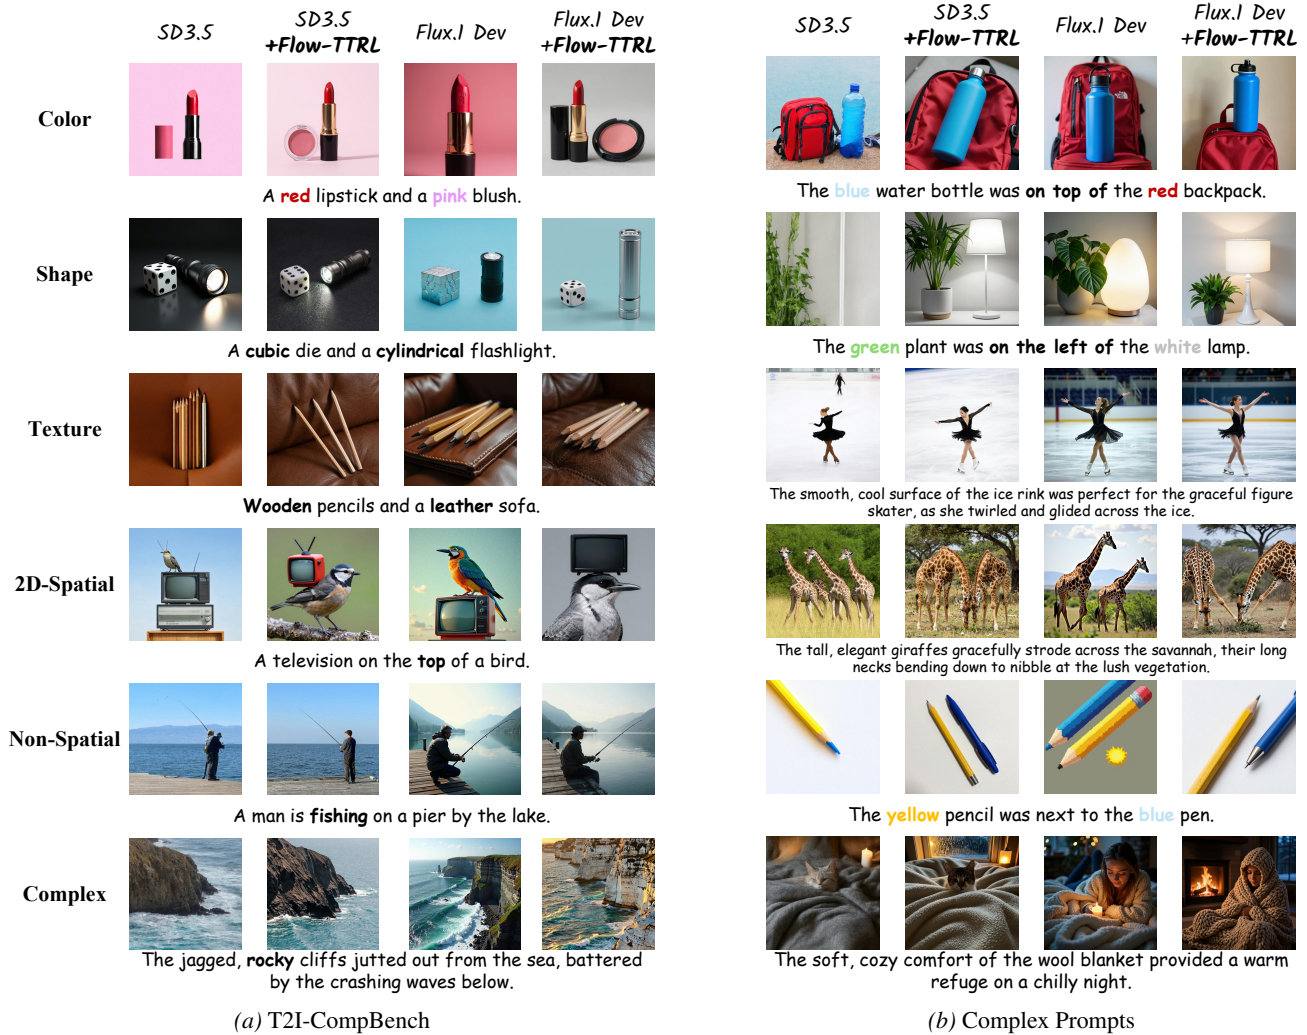 SD3.5
SD3.5
+Flow-TTRL
Flux.1 Dev
Flux.1 Dev
+Flow-TTRL
Color
A red lipstick and a pink blush.
Shape
A cubic die and a cylindrical flashlight.
Texture
Wooden pencils and a leather sofa.
2D-Spatial
A television on the top of a bird.
Non-Spatial
A man is fishing on a pier by the lake.
Complex
The jagged, rocky cliffs jutted out from the sea, battered
by the crashing waves below.
(a) T2I-CompBench
SD3.5
SD3.5
+Flow-TTRL
Flux.1 Dev
Flux.1 Dev
+Flow-TTRL
The blue water bottle was on top of the red backpack.
The green plant was on the left of the white lamp.
The smooth, cool surface of the ice rink was perfect for the graceful figure
skater, as she twirled and glided across the ice.
The tall, elegant giraffes gracefully strode across the savannah, their long
necks bending down to nibble at the lush vegetation.
The yellow pencil was next to the blue pen.
The soft, cozy comfort of the wool blanket provided a warm
refuge on a chilly night.
(b) Complex Prompts